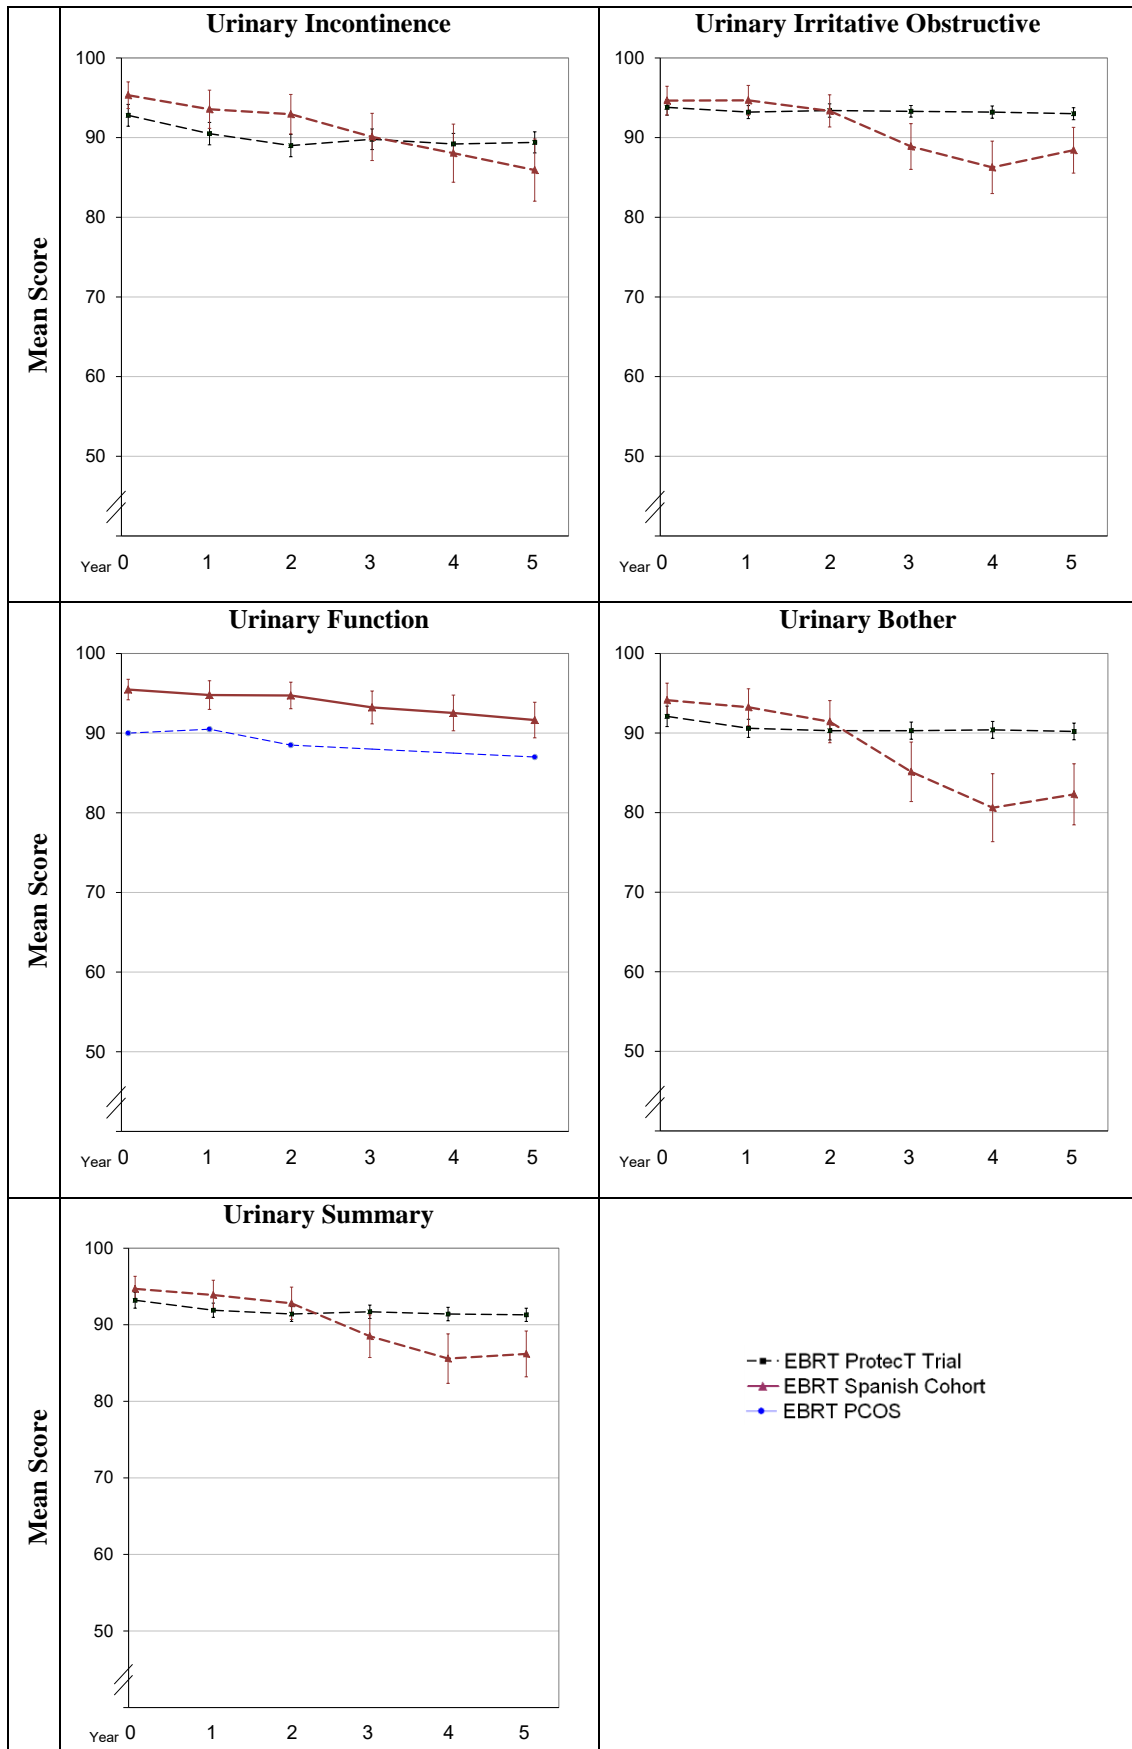 Urinary Incontinence
Mean Score
100
90
80
70
60
50
Year 0 1 2 3 4 5
Urinary Irritative Obstructive
100
90
80
70
60
50
Year 0 1 2 3 4 5
Urinary Function
Mean Score
100
90
80
70
60
50
Year 0 1 2 3 4 5
Urinary Bother
100
90
80
70
60
50
Year 0 1 2 3 4 5
Urinary Summary
Mean Score
100
90
80
70
60
50
Year 0 1 2 3 4 5
EBRT ProtecT Trial
EBRT Spanish Cohort
EBRT PCOS